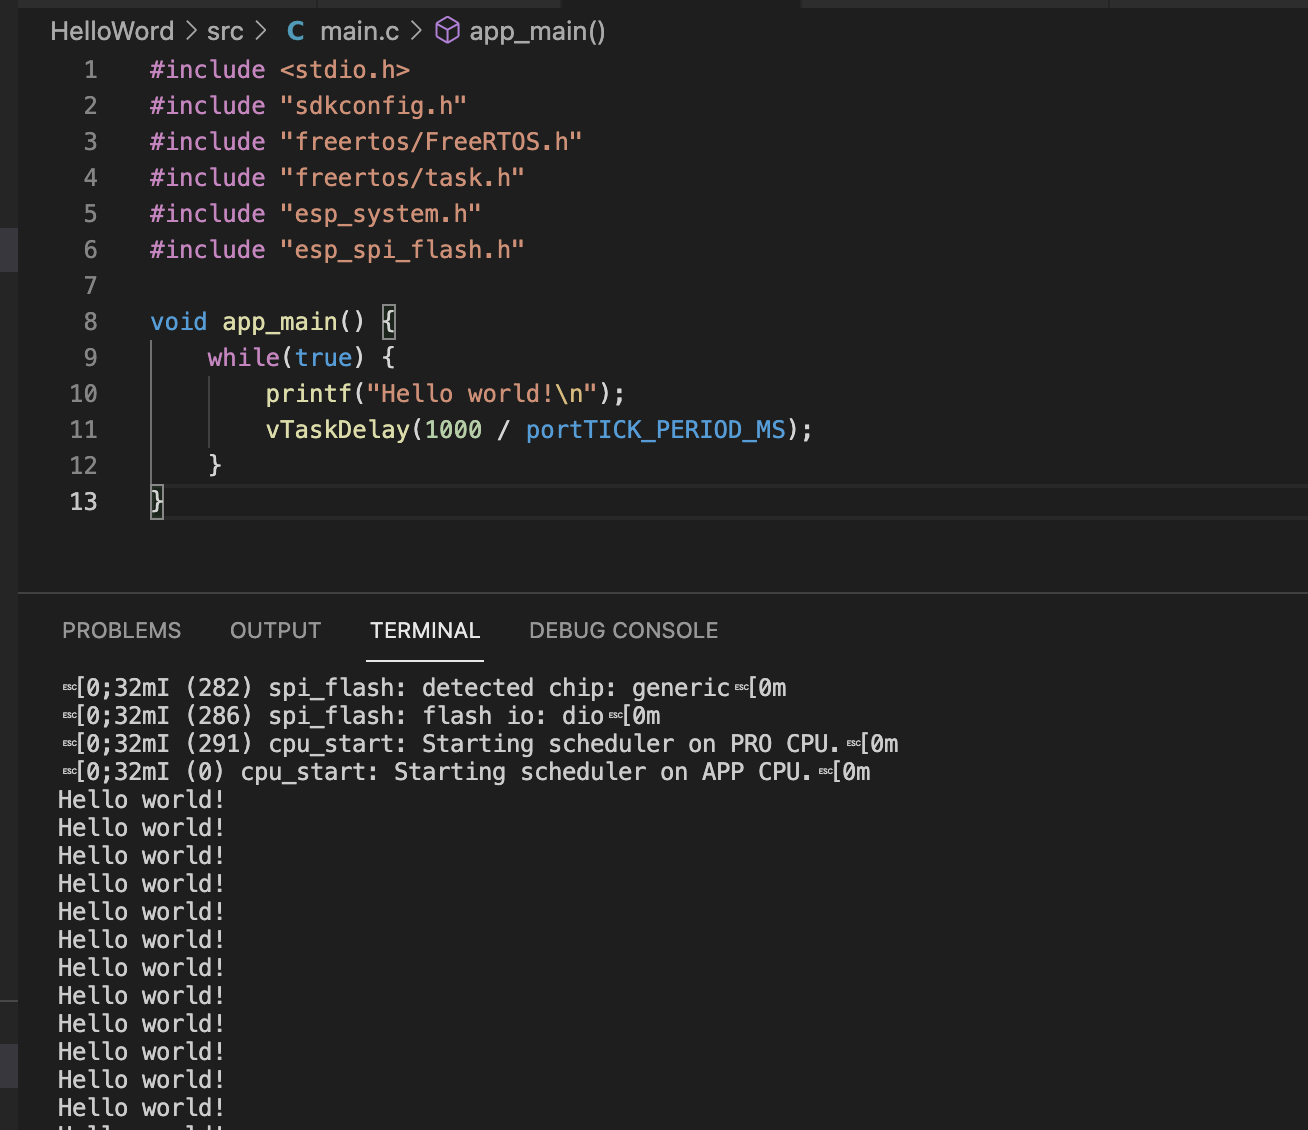 HelloWord > src > C main.c > app_main()
1 #include <stdio.h>
2 #include "sdkconfig.h"
3 #include "freertos/FreeRTOS.h"
4 #include "freertos/task.h"
5 #include "esp_system.h"
6 #include "esp_spi_flash.h"
7
8 void app_main() {
9     while(true) {
10         printf("Hello world!\n");
11         vTaskDelay(1000 / portTICK_PERIOD_MS);
12     }
13 }
PROBLEMS OUTPUT TERMINAL DEBUG CONSOLE
ESC[0;32mI (282) spi_flash: detected chip: genericESC[0m
ESC[0;32mI (286) spi_flash: flash io: dioESC[0m
ESC[0;32mI (291) cpu_start: Starting scheduler on PRO CPU.ESC[0m
ESC[0;32mI (0) cpu_start: Starting scheduler on APP CPU.ESC[0m
Hello world!
Hello world!
Hello world!
Hello world!
Hello world!
Hello world!
Hello world!
Hello world!
Hello world!
Hello world!
Hello world!
Hello world!